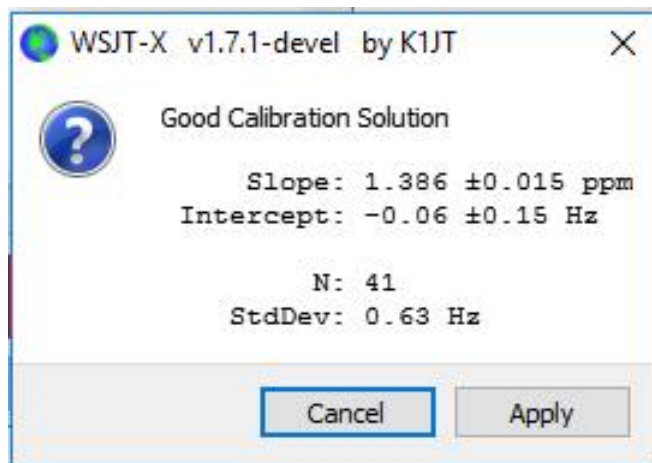 WSJT-X v1.7.1-devel by K1JT
Good Calibration Solution
Slope: 1.386 ±0.015 ppm
Intercept: -0.06 ±0.15 Hz
N: 41
StdDev: 0.63 Hz
Cancel Apply